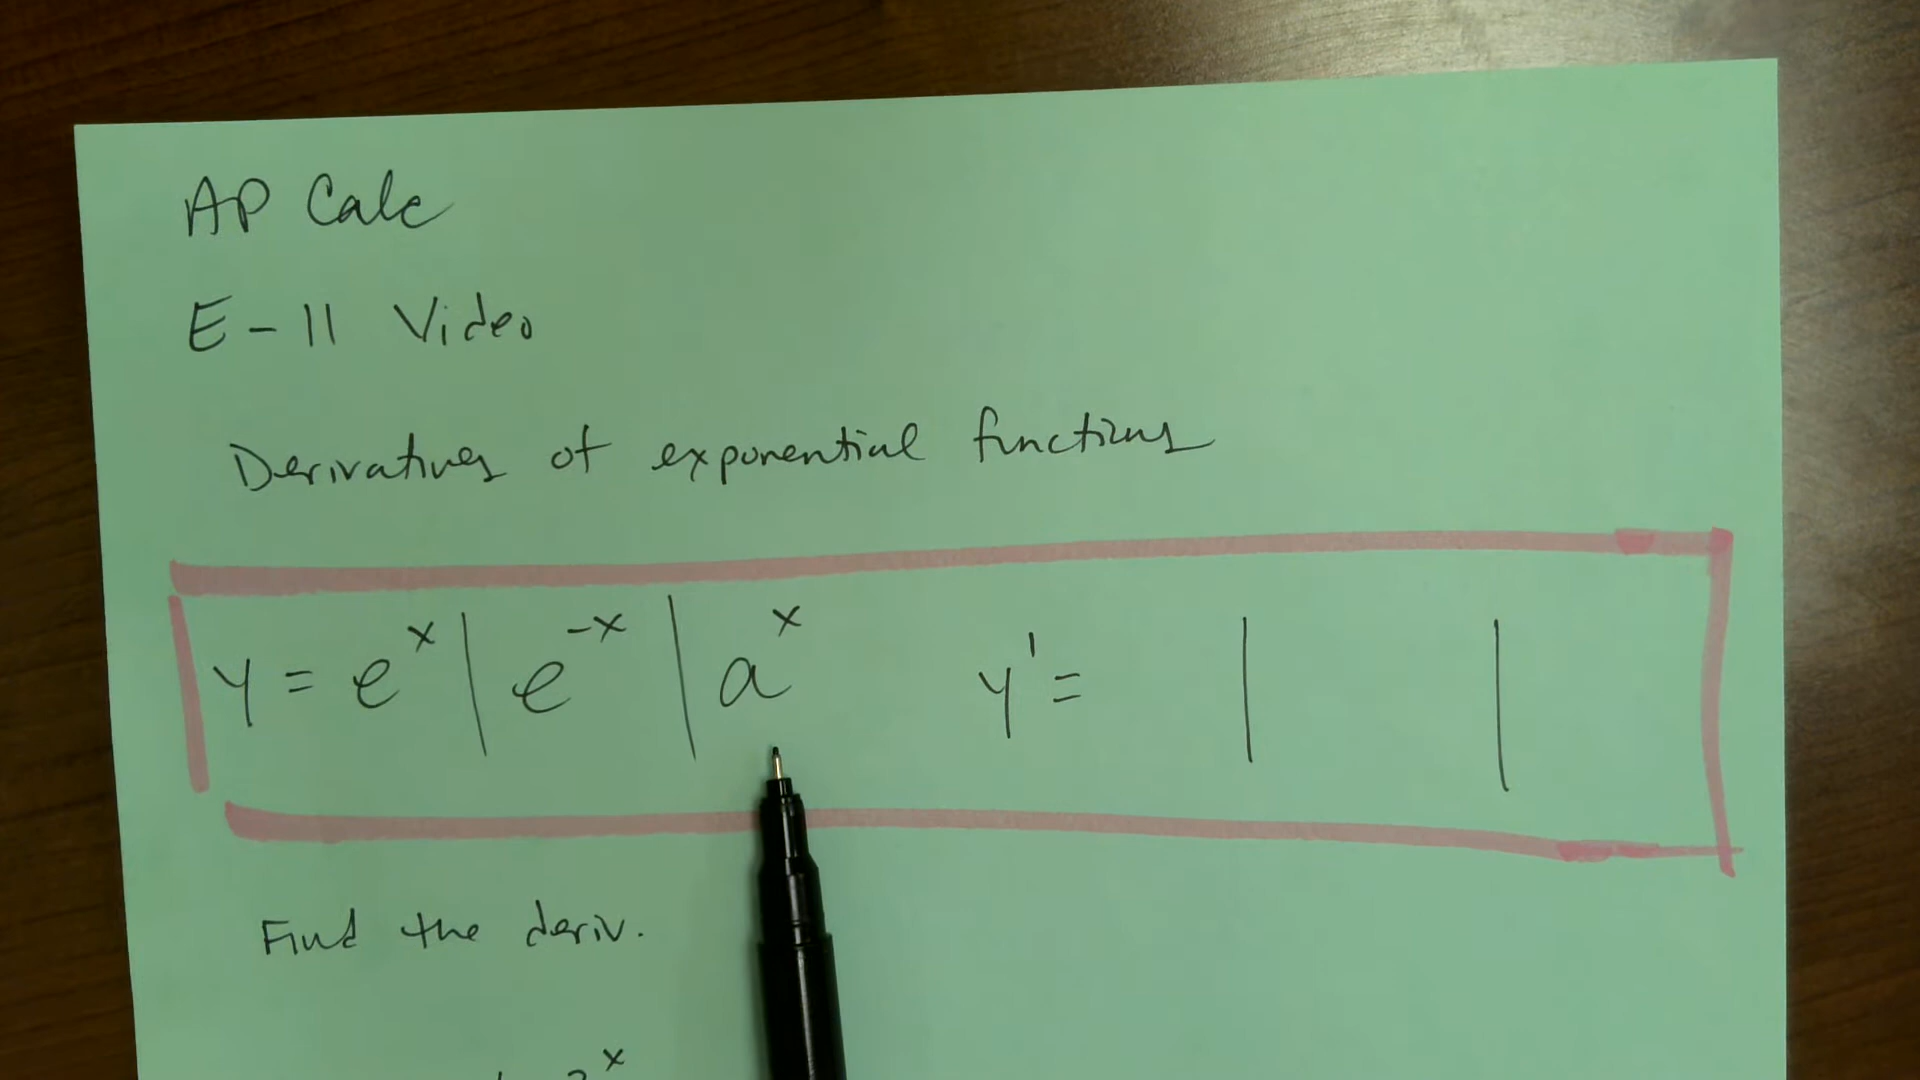 AP Calc
E-11 Video
Derivatives of exponential functions
y = e^x | e^-x | a^x y' = | |
Find the deriv.
x